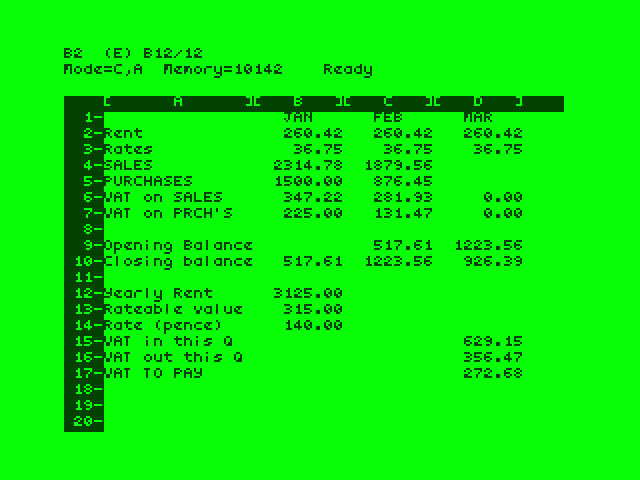 B2  (E) B12/12
Mode=C,A  Memory=10142    Ready
[      A      ][   B   ][   C   ][   D   ]
1-                  JAN      FEB      MAR
2-Rent              260.42   260.42   260.42
3-Rates              36.75    36.75    36.75
4-SALES            2314.78  1879.56
5-PURCHASES        1500.00   876.45
6-VAT on SALES      347.22   281.93     0.00
7-VAT on PRCH'S     225.00   131.47     0.00
8-
9-Opening Balance            517.61  1223.56
10-Closing balance   517.61  1223.56   926.39
11-
12-Yearly Rent      3125.00
13-Rateable value    315.00
14-Rate (pence)      140.00
15-VAT in this Q                       629.15
16-VAT out this Q                      356.47
17-VAT TO PAY                          272.68
18-
19-
20-